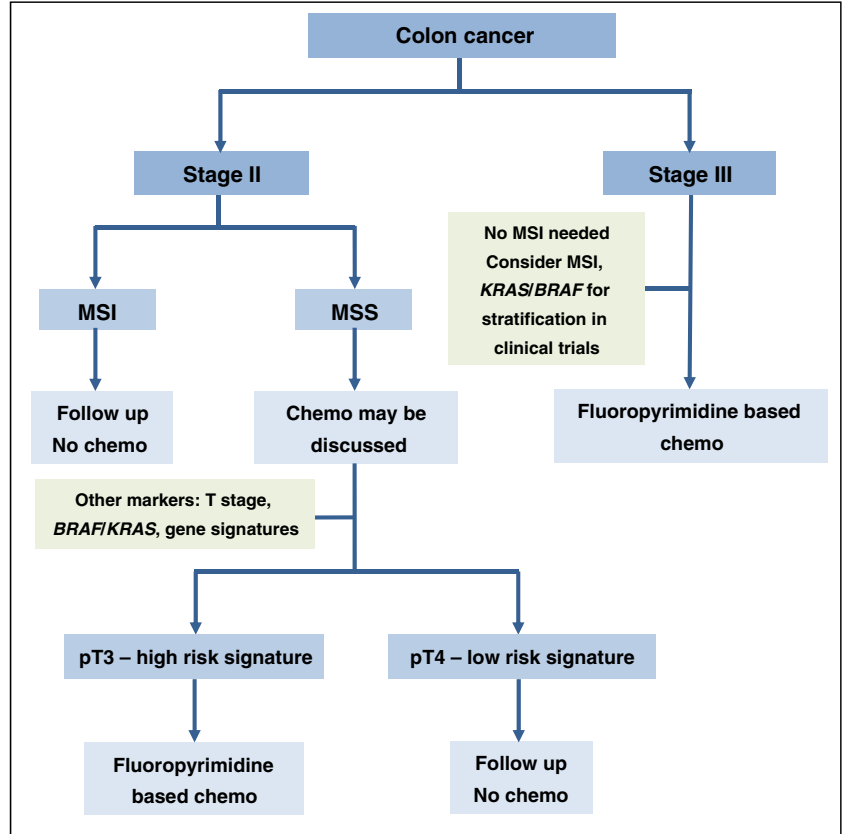 Colon cancer
Stage II
Stage III
No MSI needed
Consider MSI,
KRAS/BRAF for
stratification in
clinical trials
MSI
MSS
Follow up
No chemo
Chemo may be
discussed
Fluoropyrimidine based
chemo
Other markers: T stage,
BRAF/KRAS, gene signatures
pT3 – high risk signature
pT4 – low risk signature
Fluoropyrimidine
based chemo
Follow up
No chemo